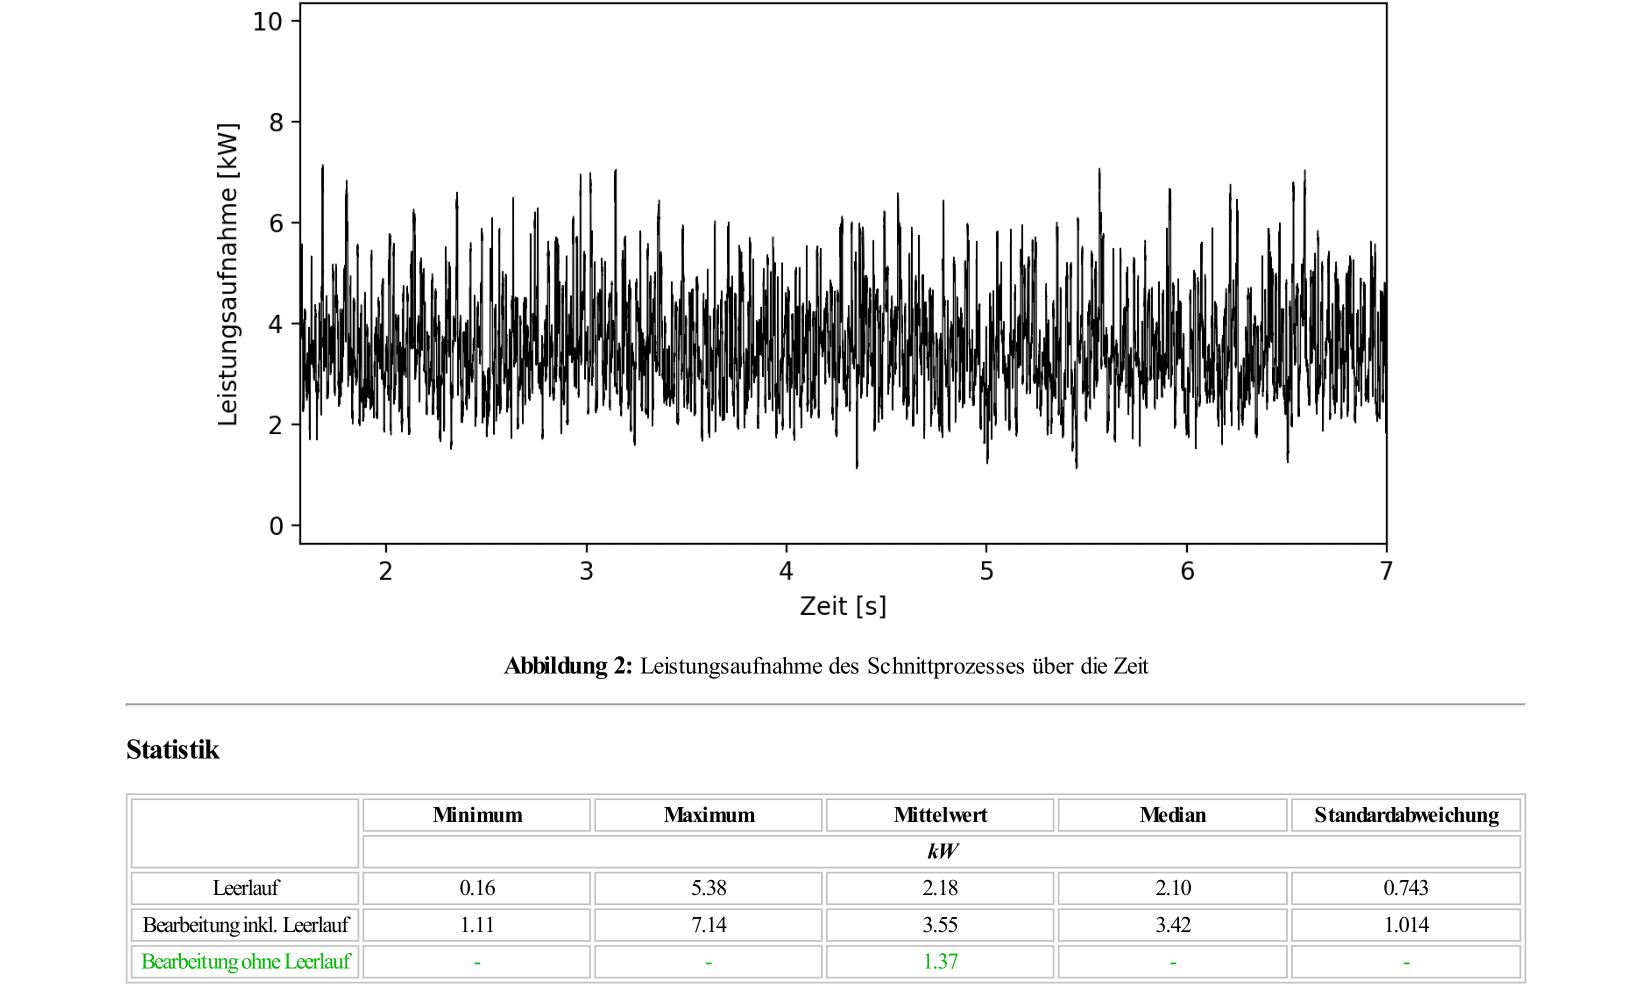 10
8
6
4
2
0
Leistungsaufnahme [kW]
2 3 4 5 6 7
Zeit [s]
Abbildung 2: Leistungsaufnahme des Schnittprozesses über die Zeit
Statistik
Minimum Maximum Mittelwert Median Standardabweichung
kW
Leerlauf 0.16 5.38 2.18 2.10 0.743
Bearbeitung inkl. Leerlauf 1.11 7.14 3.55 3.42 1.014
Bearbeitung ohne Leerlauf - - 1.37 - -